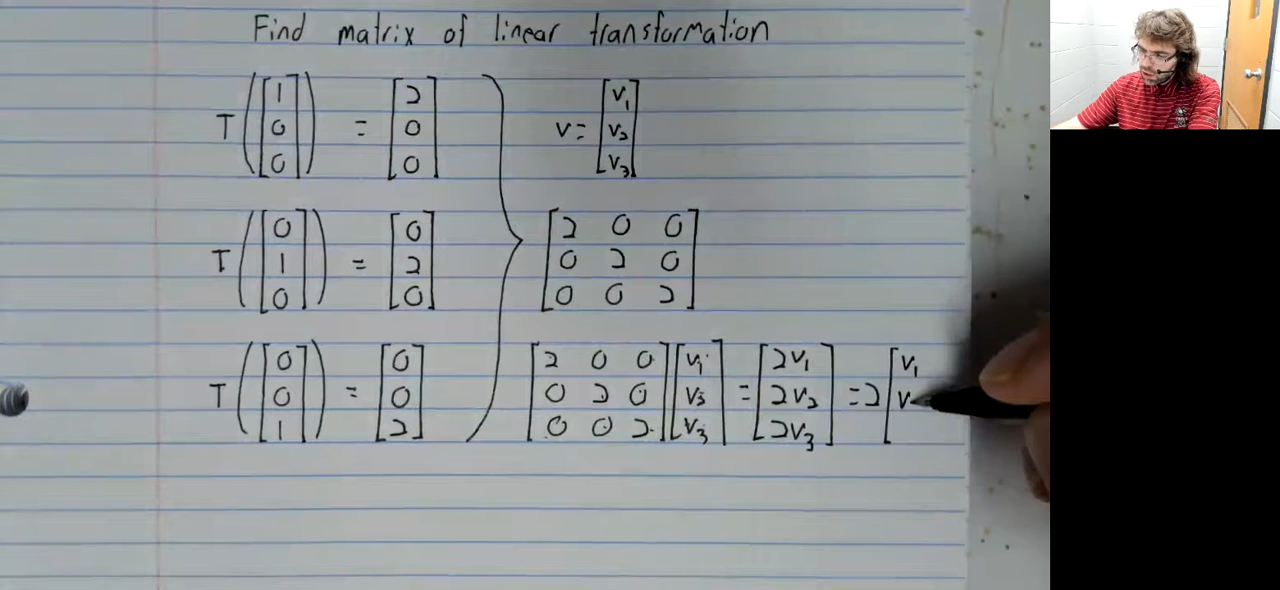 Find matrix of linear transformation
T([1 0 0]) = [2 0 0]
v = [v₁ v₂ v₃]
T([0 1 0]) = [0 2 0]
[2 0 0
0 2 0
0 0 2]
T([0 0 1]) = [0 0 2]
[2 0 0
0 2 0
0 0 2] [v₁ v₂ v₃] = [2v₁ 2v₂ 2v₃] = 2[v₁ v